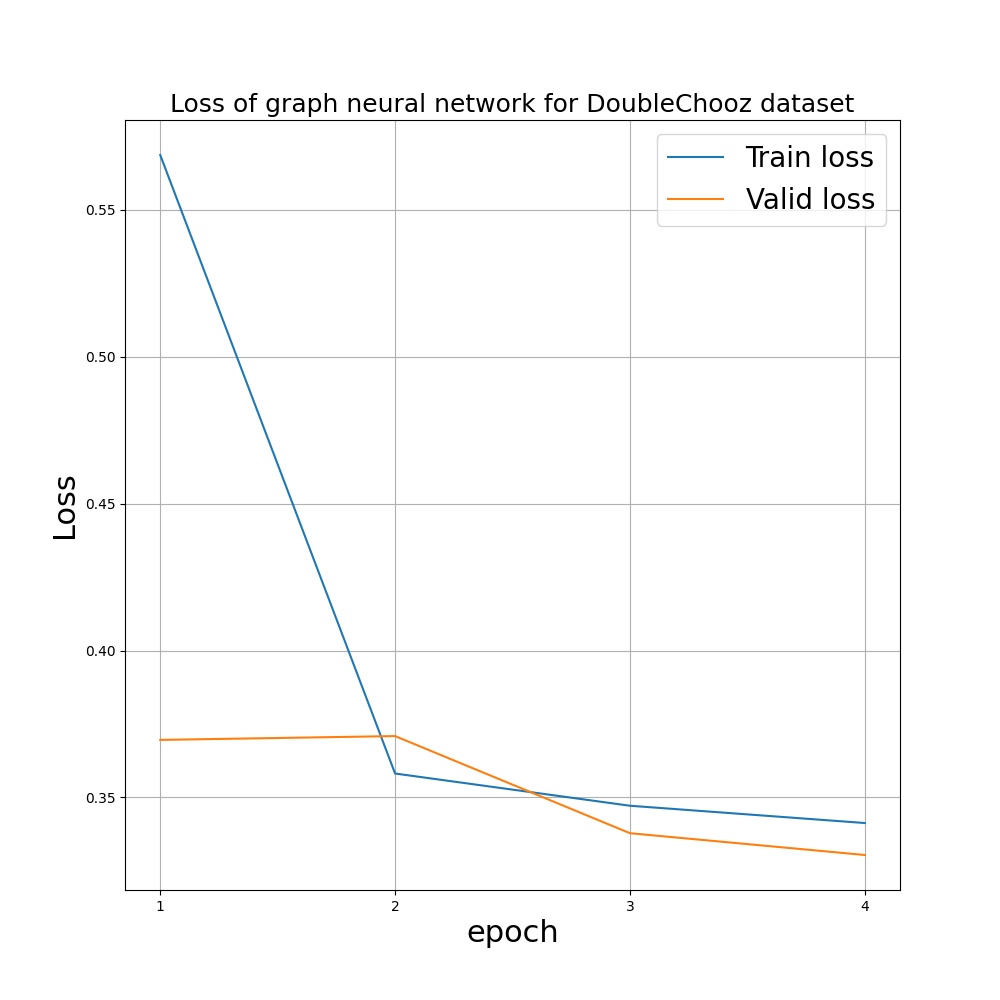 Loss of graph neural network for DoubleChooz dataset
Train loss
Valid loss
0.55
0.50
0.45
0.40
0.35
Loss
1 2 3 4
epoch